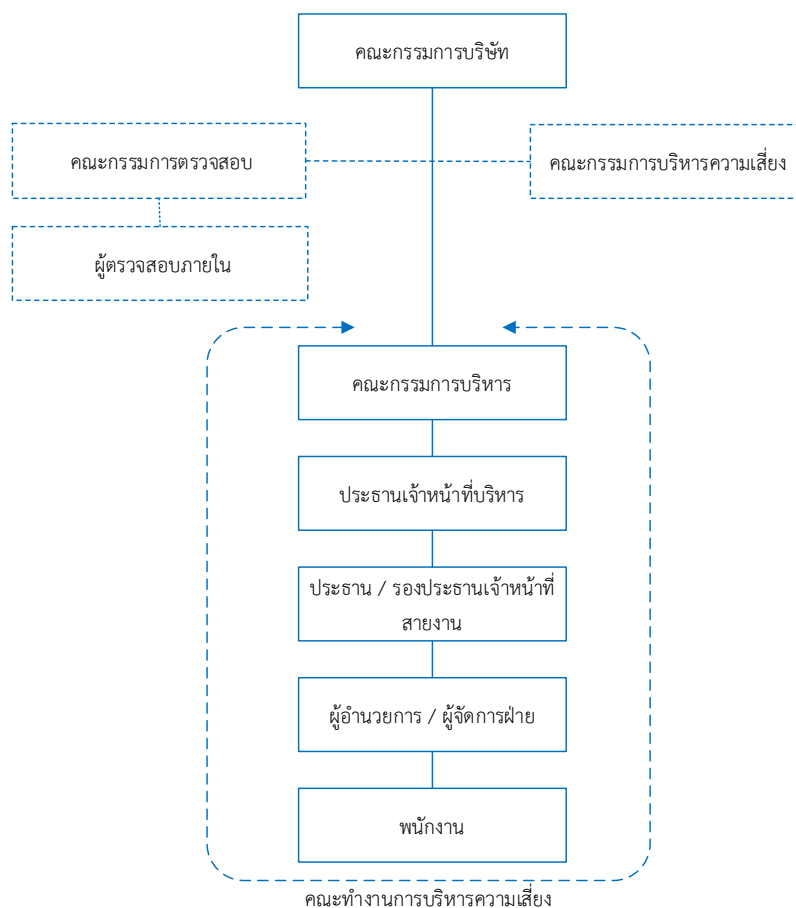 คณะกรรมการบริษัท
คณะกรรมการตรวจสอบ
คณะกรรมการบริหารความเสี่ยง
ผู้ตรวจสอบภายใน
คณะกรรมการบริหาร
ประธานเจ้าหน้าที่บริหาร
ประธาน / รองประธานเจ้าหน้าที่
สายงาน
ผู้อำนวยการ / ผู้จัดการฝ่าย
พนักงาน
คณะทำงานการบริหารความเสี่ยง